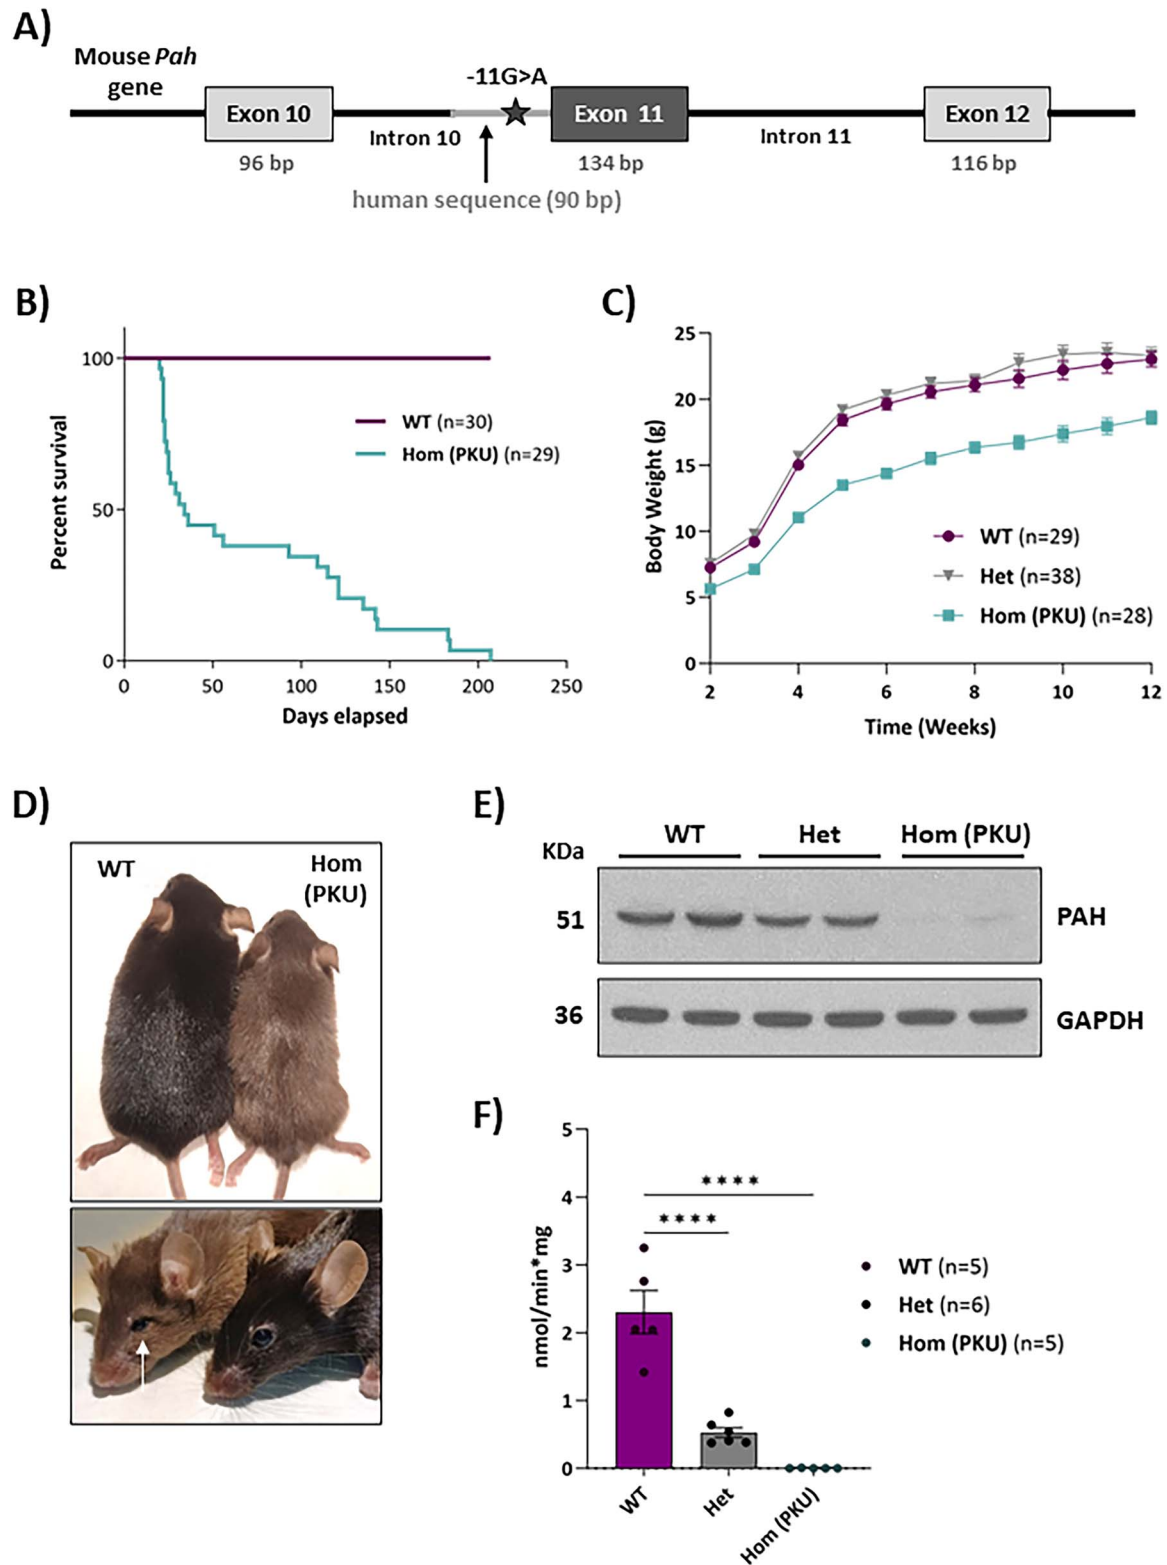 A)
Mouse Pah
gene
-11G>A
Exon 10
Exon 11
Exon 12
Intron 10
Intron 11
96 bp
134 bp
116 bp
human sequence (90 bp)
B)
Percent survival
100
50
0
0 50 100 150 200 250
Days elapsed
WT (n=30)
Hom (PKU) (n=29)
C)
Body Weight (g)
25
20
15
10
5
0
2 4 6 8 10 12
Time (Weeks)
WT (n=29)
Het (n=38)
Hom (PKU) (n=28)
D)
WT
Hom
(PKU)
E)
KDa
WT Het Hom (PKU)
51 PAH
36 GAPDH
F)
nmol/min*mg
5
4
3
2
1
0
****
****
WT Het Hom (PKU)
WT (n=5)
Het (n=6)
Hom (PKU) (n=5)